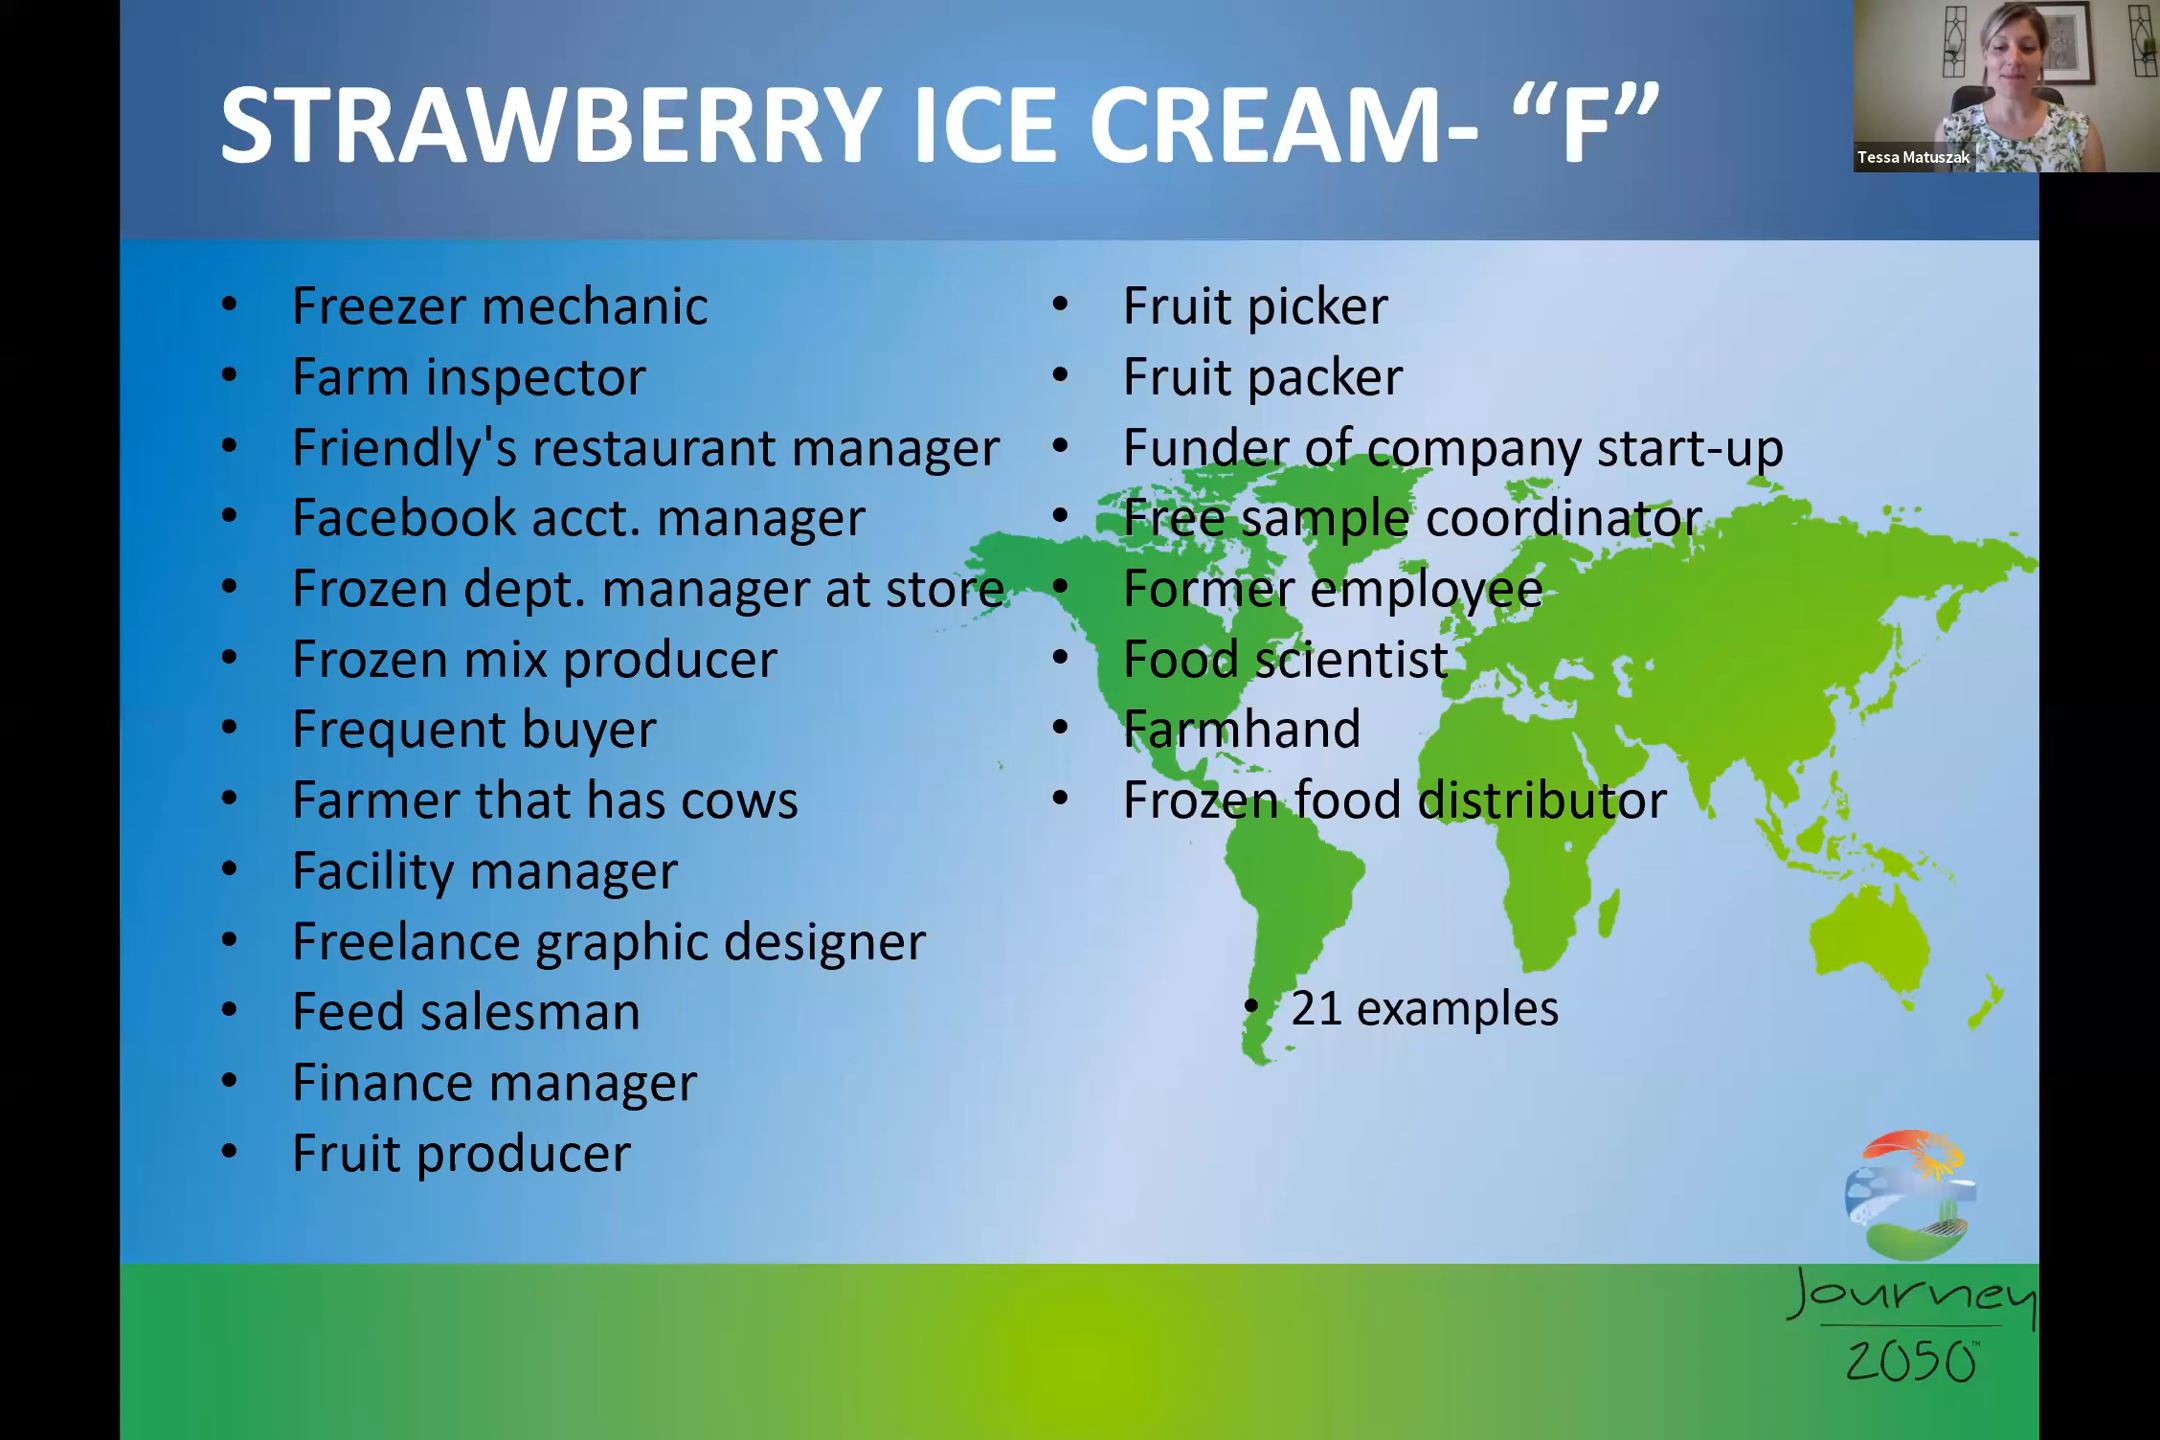 STRAWBERRY ICE CREAM- “F”
Tessa Matuszak
• Freezer mechanic
• Farm inspector
• Friendly's restaurant manager
• Facebook acct. manager
• Frozen dept. manager at store
• Frozen mix producer
• Frequent buyer
• Farmer that has cows
• Facility manager
• Freelance graphic designer
• Feed salesman
• Finance manager
• Fruit producer
• Fruit picker
• Fruit packer
• Funder of company start-up
• Free sample coordinator
• Former employee
• Food scientist
• Farmhand
• Frozen food distributor
• 21 examples
Journey
2050™